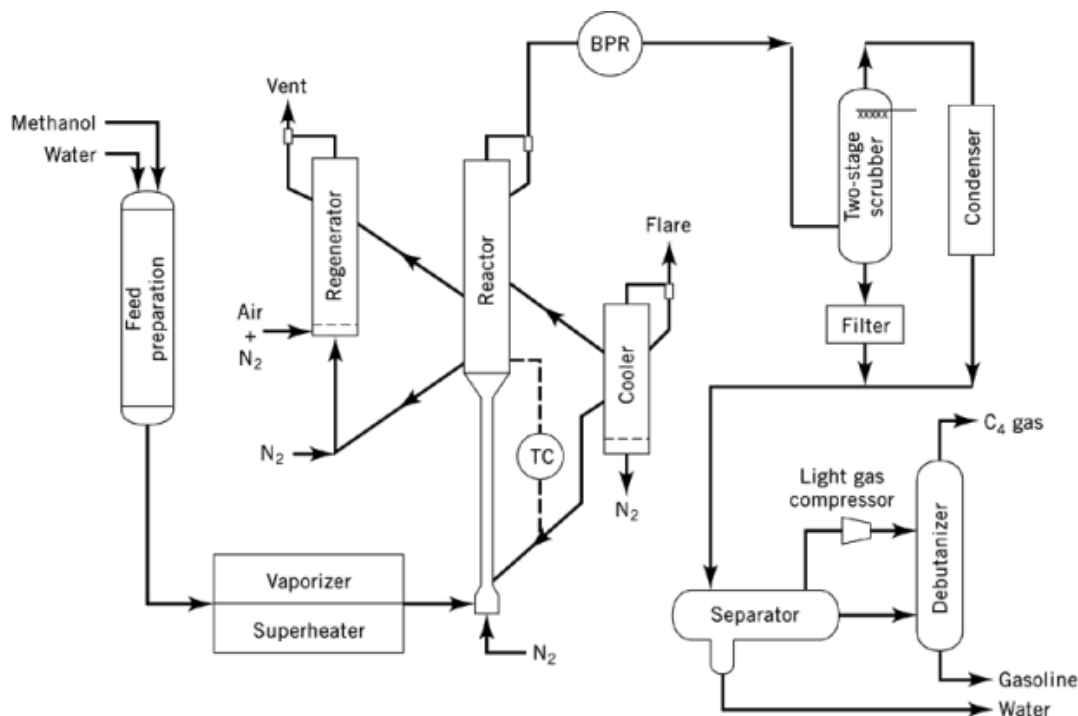 BPR
Vent
Methanol
Water
Feed
preparation
Regenerator
Reactor
Two-stage
scrubber
xxxxx
Condenser
Flare
Air
+
N₂
Cooler
Filter
N₂
TC
N₂
C₄ gas
Light gas
compressor
Debutanizer
Vaporizer
Superheater
Separator
N₂
Gasoline
Water